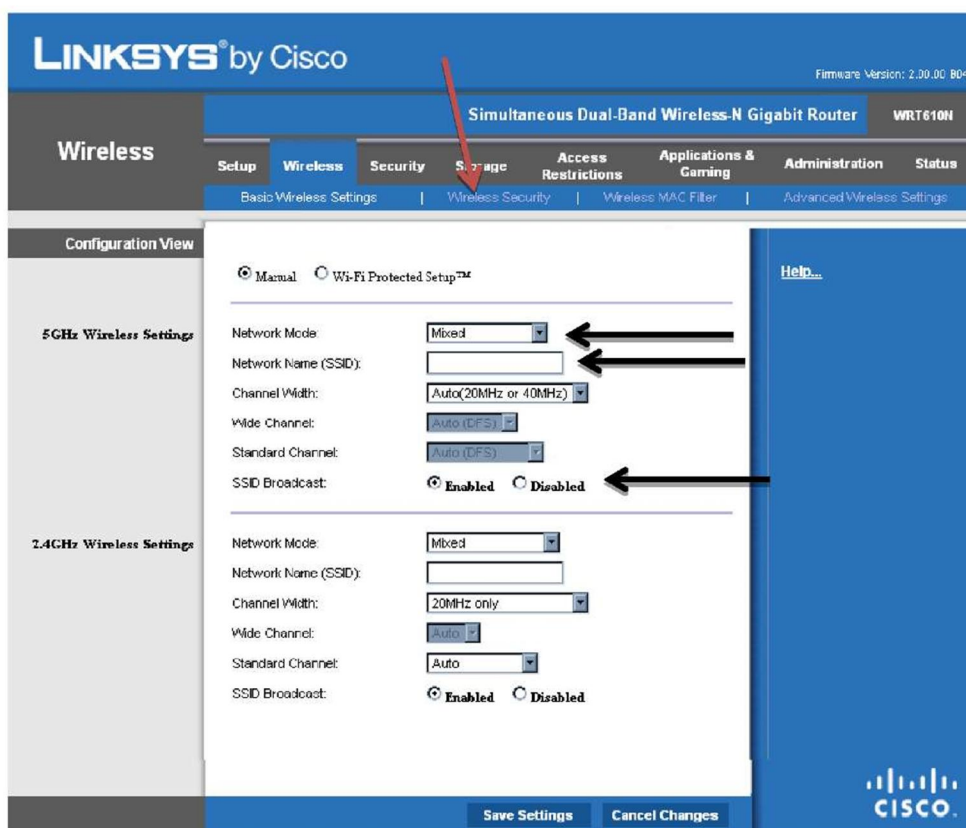 LINKSYS® by Cisco
Firmware Version: 2.00.00 B04
Simultaneous Dual-Band Wireless-N Gigabit Router WRT610N
Wireless
Setup Wireless Security Storage Access Restrictions Applications & Gaming Administration Status
Basic Wireless Settings | Wireless Security | Wireless MAC Filter | Advanced Wireless Settings
Configuration View
Manual Wi-Fi Protected Setup™
Help...
5GHz Wireless Settings
Network Mode: Mixed
Network Name (SSID):
Channel Width: Auto(20MHz or 40MHz)
Wide Channel: Auto (DFS)
Standard Channel: Auto (DFS)
SSID Broadcast: Enabled Disabled
2.4GHz Wireless Settings
Network Mode: Mixed
Network Name (SSID):
Channel Width: 20MHz only
Wide Channel: Auto
Standard Channel: Auto
SSID Broadcast: Enabled Disabled
Save Settings Cancel Changes
CISCO.